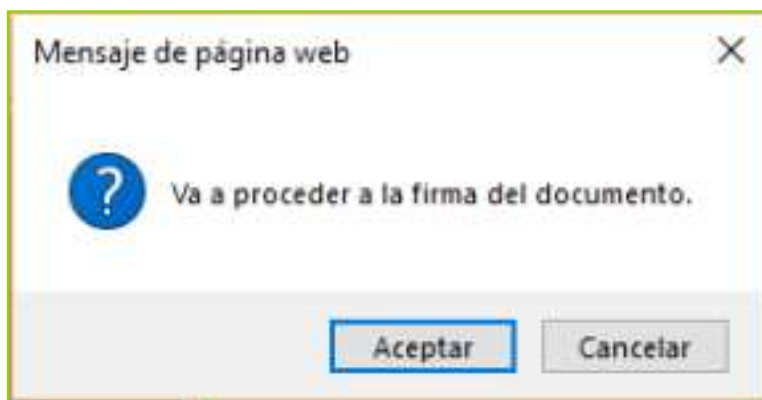 Mensaje de página web
Va a proceder a la firma del documento.
Aceptar
Cancelar